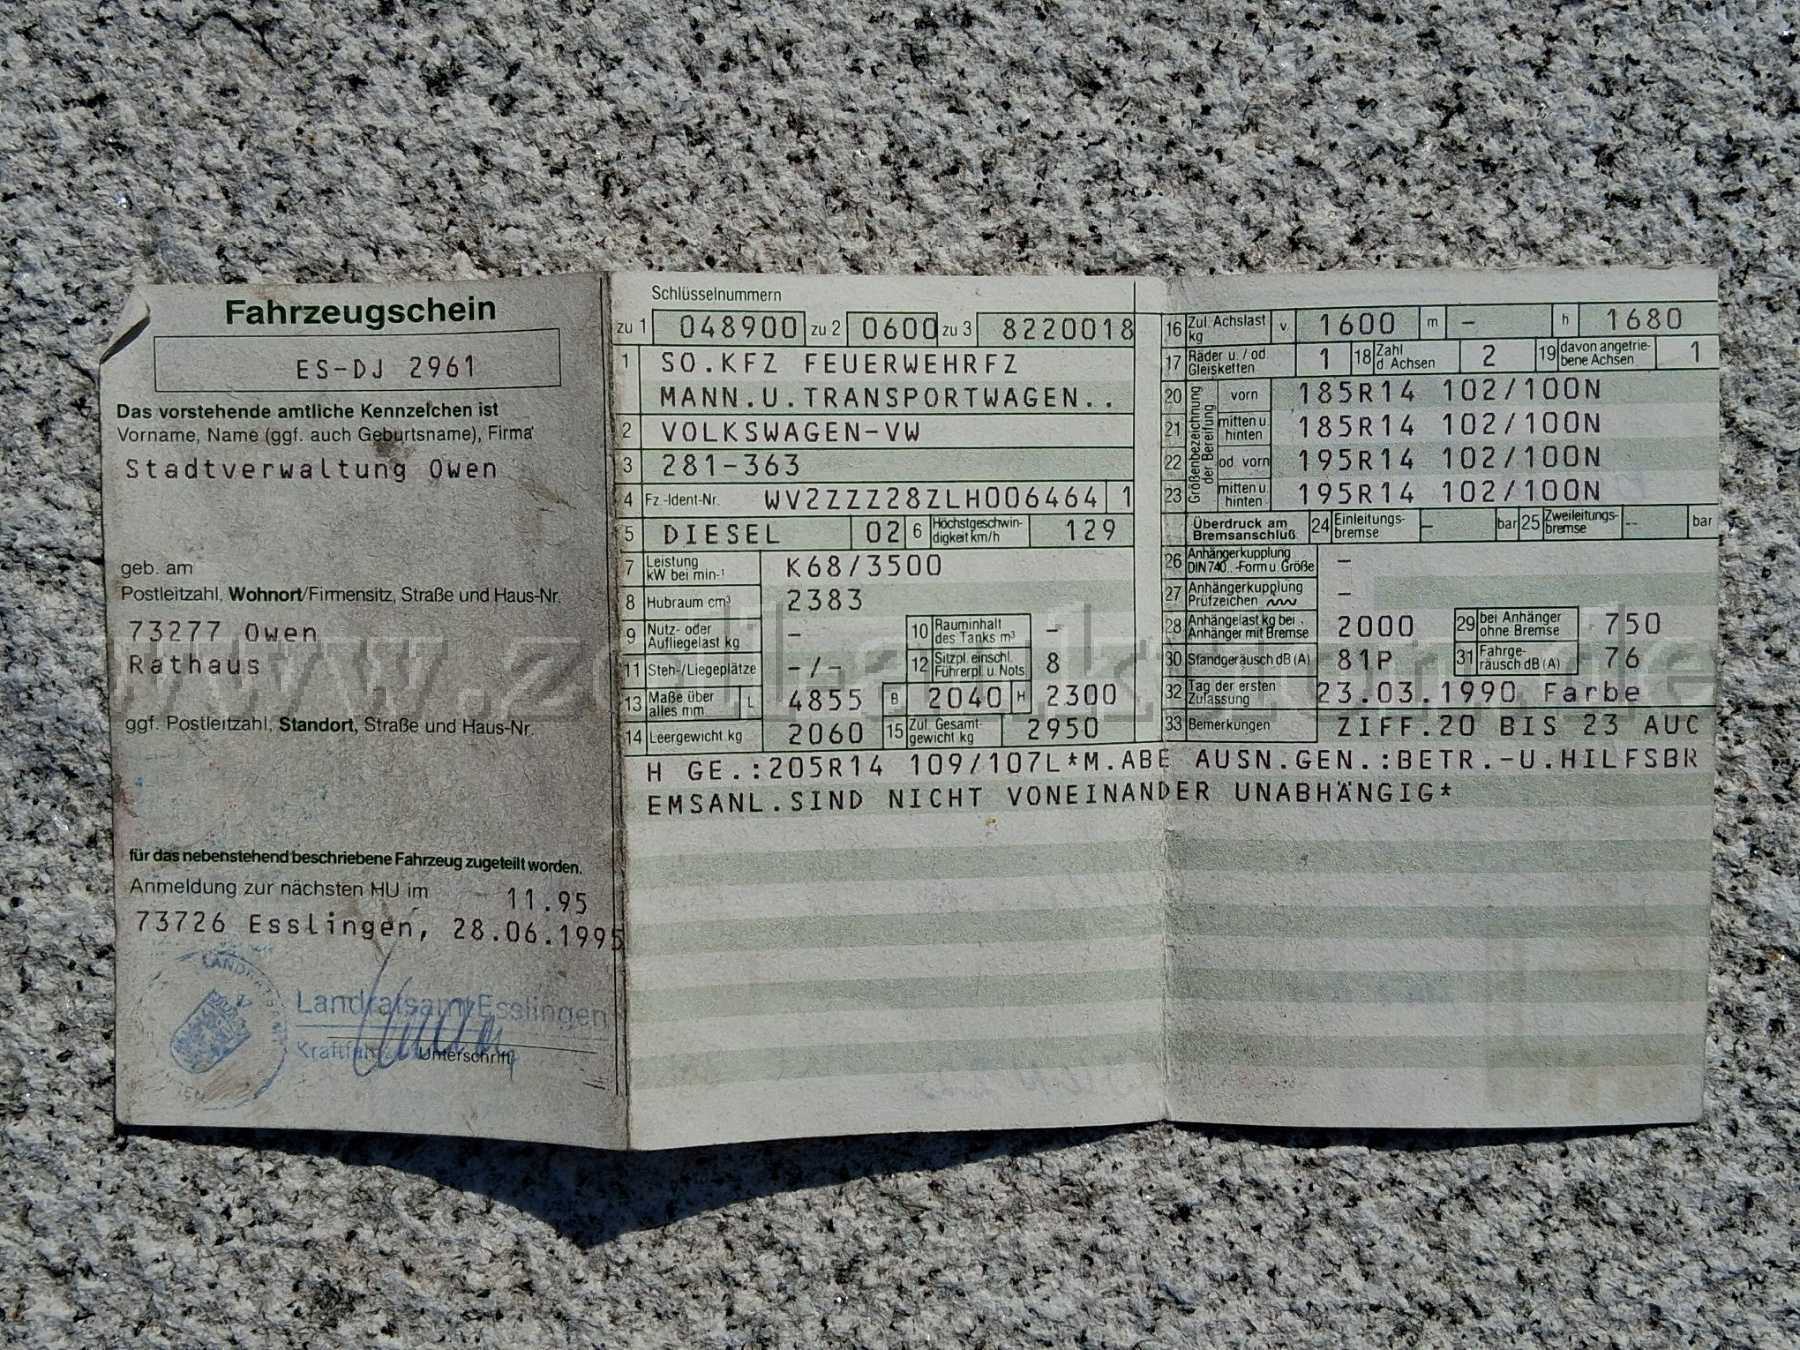 Fahrzeugschein
ES-DJ 2961
Das vorstehende amtliche Kennzeichen ist
Vorname, Name (ggf. auch Geburtsname), Firma
Stadtverwaltung Owen
geb. am
Postleitzahl, Wohnort/Firmensitz, Straße und Haus-Nr.
73277 Owen
Rathaus
ggf. Postleitzahl, Standort, Straße und Haus-Nr.
für das nebenstehend beschriebene Fahrzeug zugeteilt worden.
Anmeldung zur nächsten HU im 11.95
73726 Esslingen, 28.06.1995
Landratsamt Esslingen
Unterschrift
Schlüsselnummern
zu 1 048900 zu 2 0600 zu 3 8220018
1 SO.KFZ FEUERWEHRFZ
MANN.U.TRANSPORTWAGEN..
2 VOLKSWAGEN-VW
3 281-363
4 Fz.-Ident-Nr. WV2ZZZ28ZLH006464 1
5 DIESEL 02 6 Höchstgeschwin-digkeit km/h 129
7 Leistung kW bei min-¹ K68/3500
8 Hubraum cm³ 2383
9 Nutz- oder Aufliegelast kg - 10 Rauminhalt des Tanks m³ -
11 Steh-/Liegeplätze -/- 12 Sitzpl. einschl. Führerpl. u. Nots 8
13 Maße über alles mm L 4855 B 2040 H 2300
14 Leergewicht kg 2060 15 Zul. Gesamt-gewicht kg 2950
16 Zul. Achslast kg v 1600 m - h 1680
17 Räder u. / od. Gleisketten 1 18 Zahl d. Achsen 2 19 davon angetrie-bene Achsen 1
Größenbezeichnung der Bereifung
20 vorn 185R14 102/100N
21 mitten u. hinten 185R14 102/100N
22 od. vorn 195R14 102/100N
23 mitten u. hinten 195R14 102/100N
Überdruck am Bremsanschluß 24 Einleitungs-bremse - bar 25 Zweileitungs-bremse -- bar
26 Anhängerkupplung DIN 740.. -Form u. Größe -
27 Anhängerkupplung Prüfzeichen -
28 Anhängelast kg bei Anhänger mit Bremse 2000 29 bei Anhänger ohne Bremse 750
30 Standgeräusch dB (A) 81P 31 Fahrge-räusch dB (A) 76
32 Tag der ersten Zulassung 23.03.1990 Farbe
33 Bemerkungen ZIFF.20 BIS 23 AUC
H GE.:205R14 109/107L*M.ABE AUSN.GEN.:BETR.-U.HILFSBR
EMSANL.SIND NICHT VONEINANDER UNABHÄNGIG*